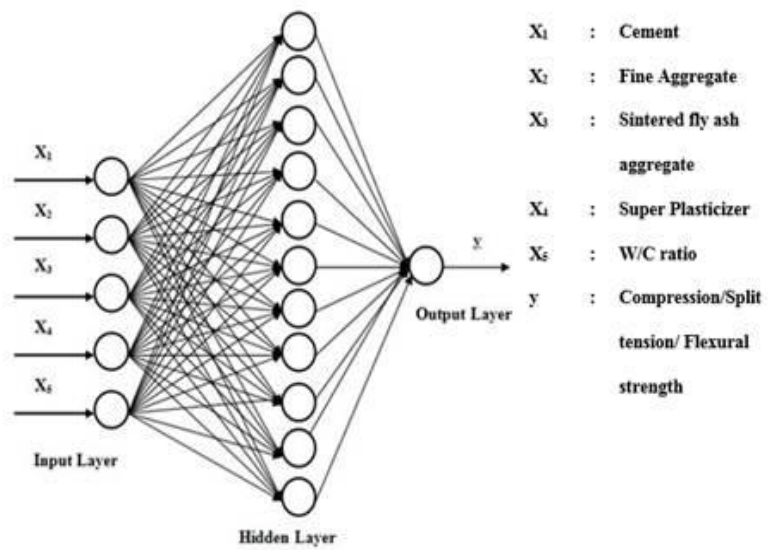 X₁
X₂
X₃
X₄
X₅
Input Layer
Hidden Layer
y
Output Layer
X₁ : Cement
X₂ : Fine Aggregate
X₃ : Sintered fly ash
aggregate
X₄ : Super Plasticizer
X₅ : W/C ratio
y : Compression/Split
tension/ Flexural
strength